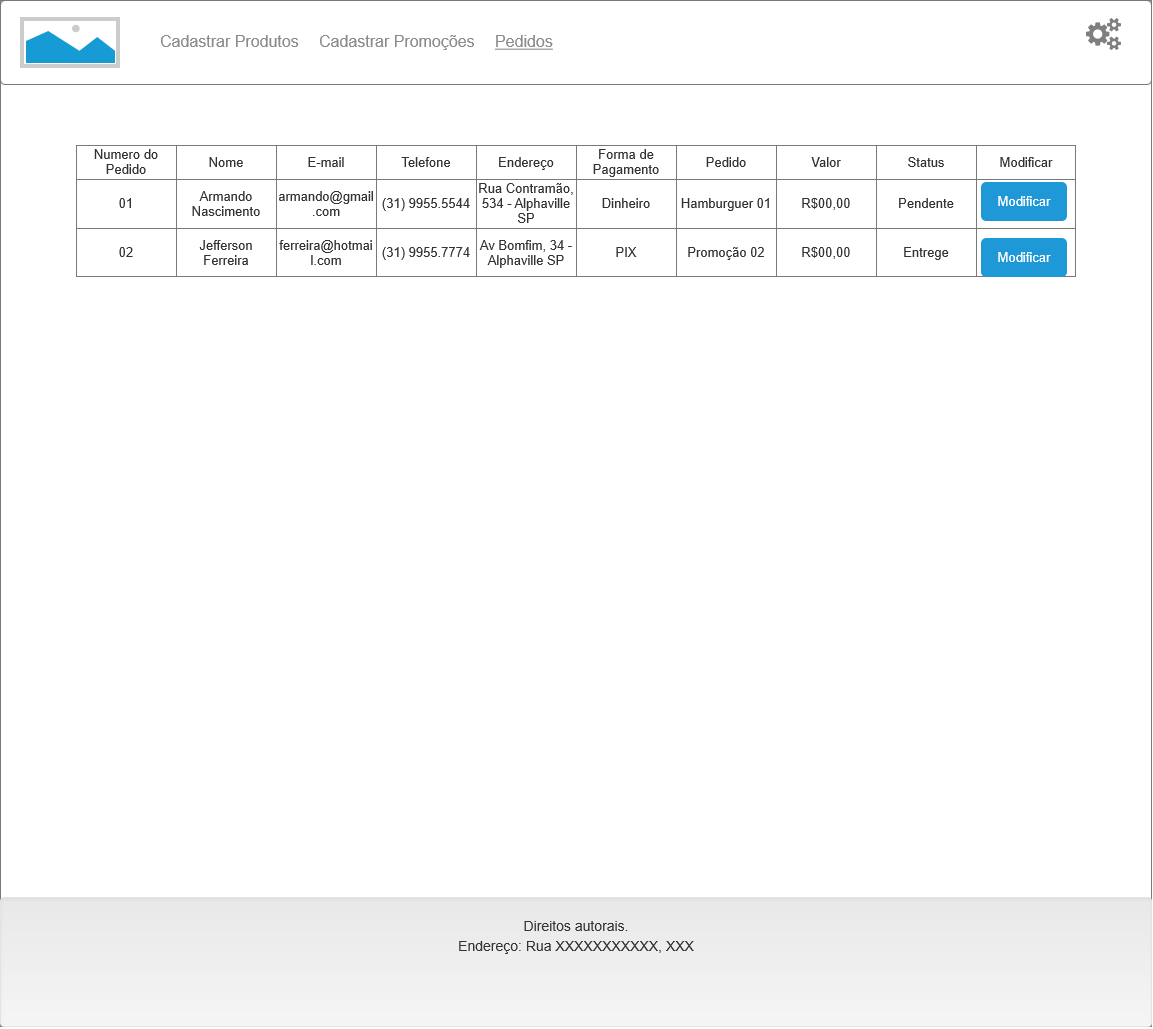 Cadastrar Produtos Cadastrar Promoções Pedidos
Numero do Pedido Nome E-mail Telefone Endereço Forma de Pagamento Pedido Valor Status Modificar
01 Armando Nascimento armando@gmail.com (31) 9955.5544 Rua Contramão, 534 - Alphaville SP Dinheiro Hamburguer 01 R$00,00 Pendente Modificar
02 Jefferson Ferreira ferreira@hotmail.com (31) 9955.7774 Av Bomfim, 34 - Alphaville SP PIX Promoção 02 R$00,00 Entrege Modificar
Direitos autorais.
Endereço: Rua XXXXXXXXXXX, XXX